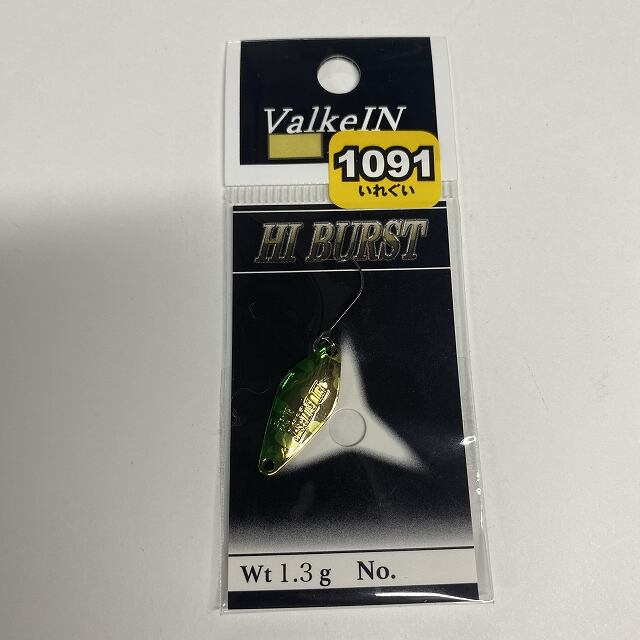 ValkeIN
1091
いれぐい
HI BURST
Wt 1.3 g No.